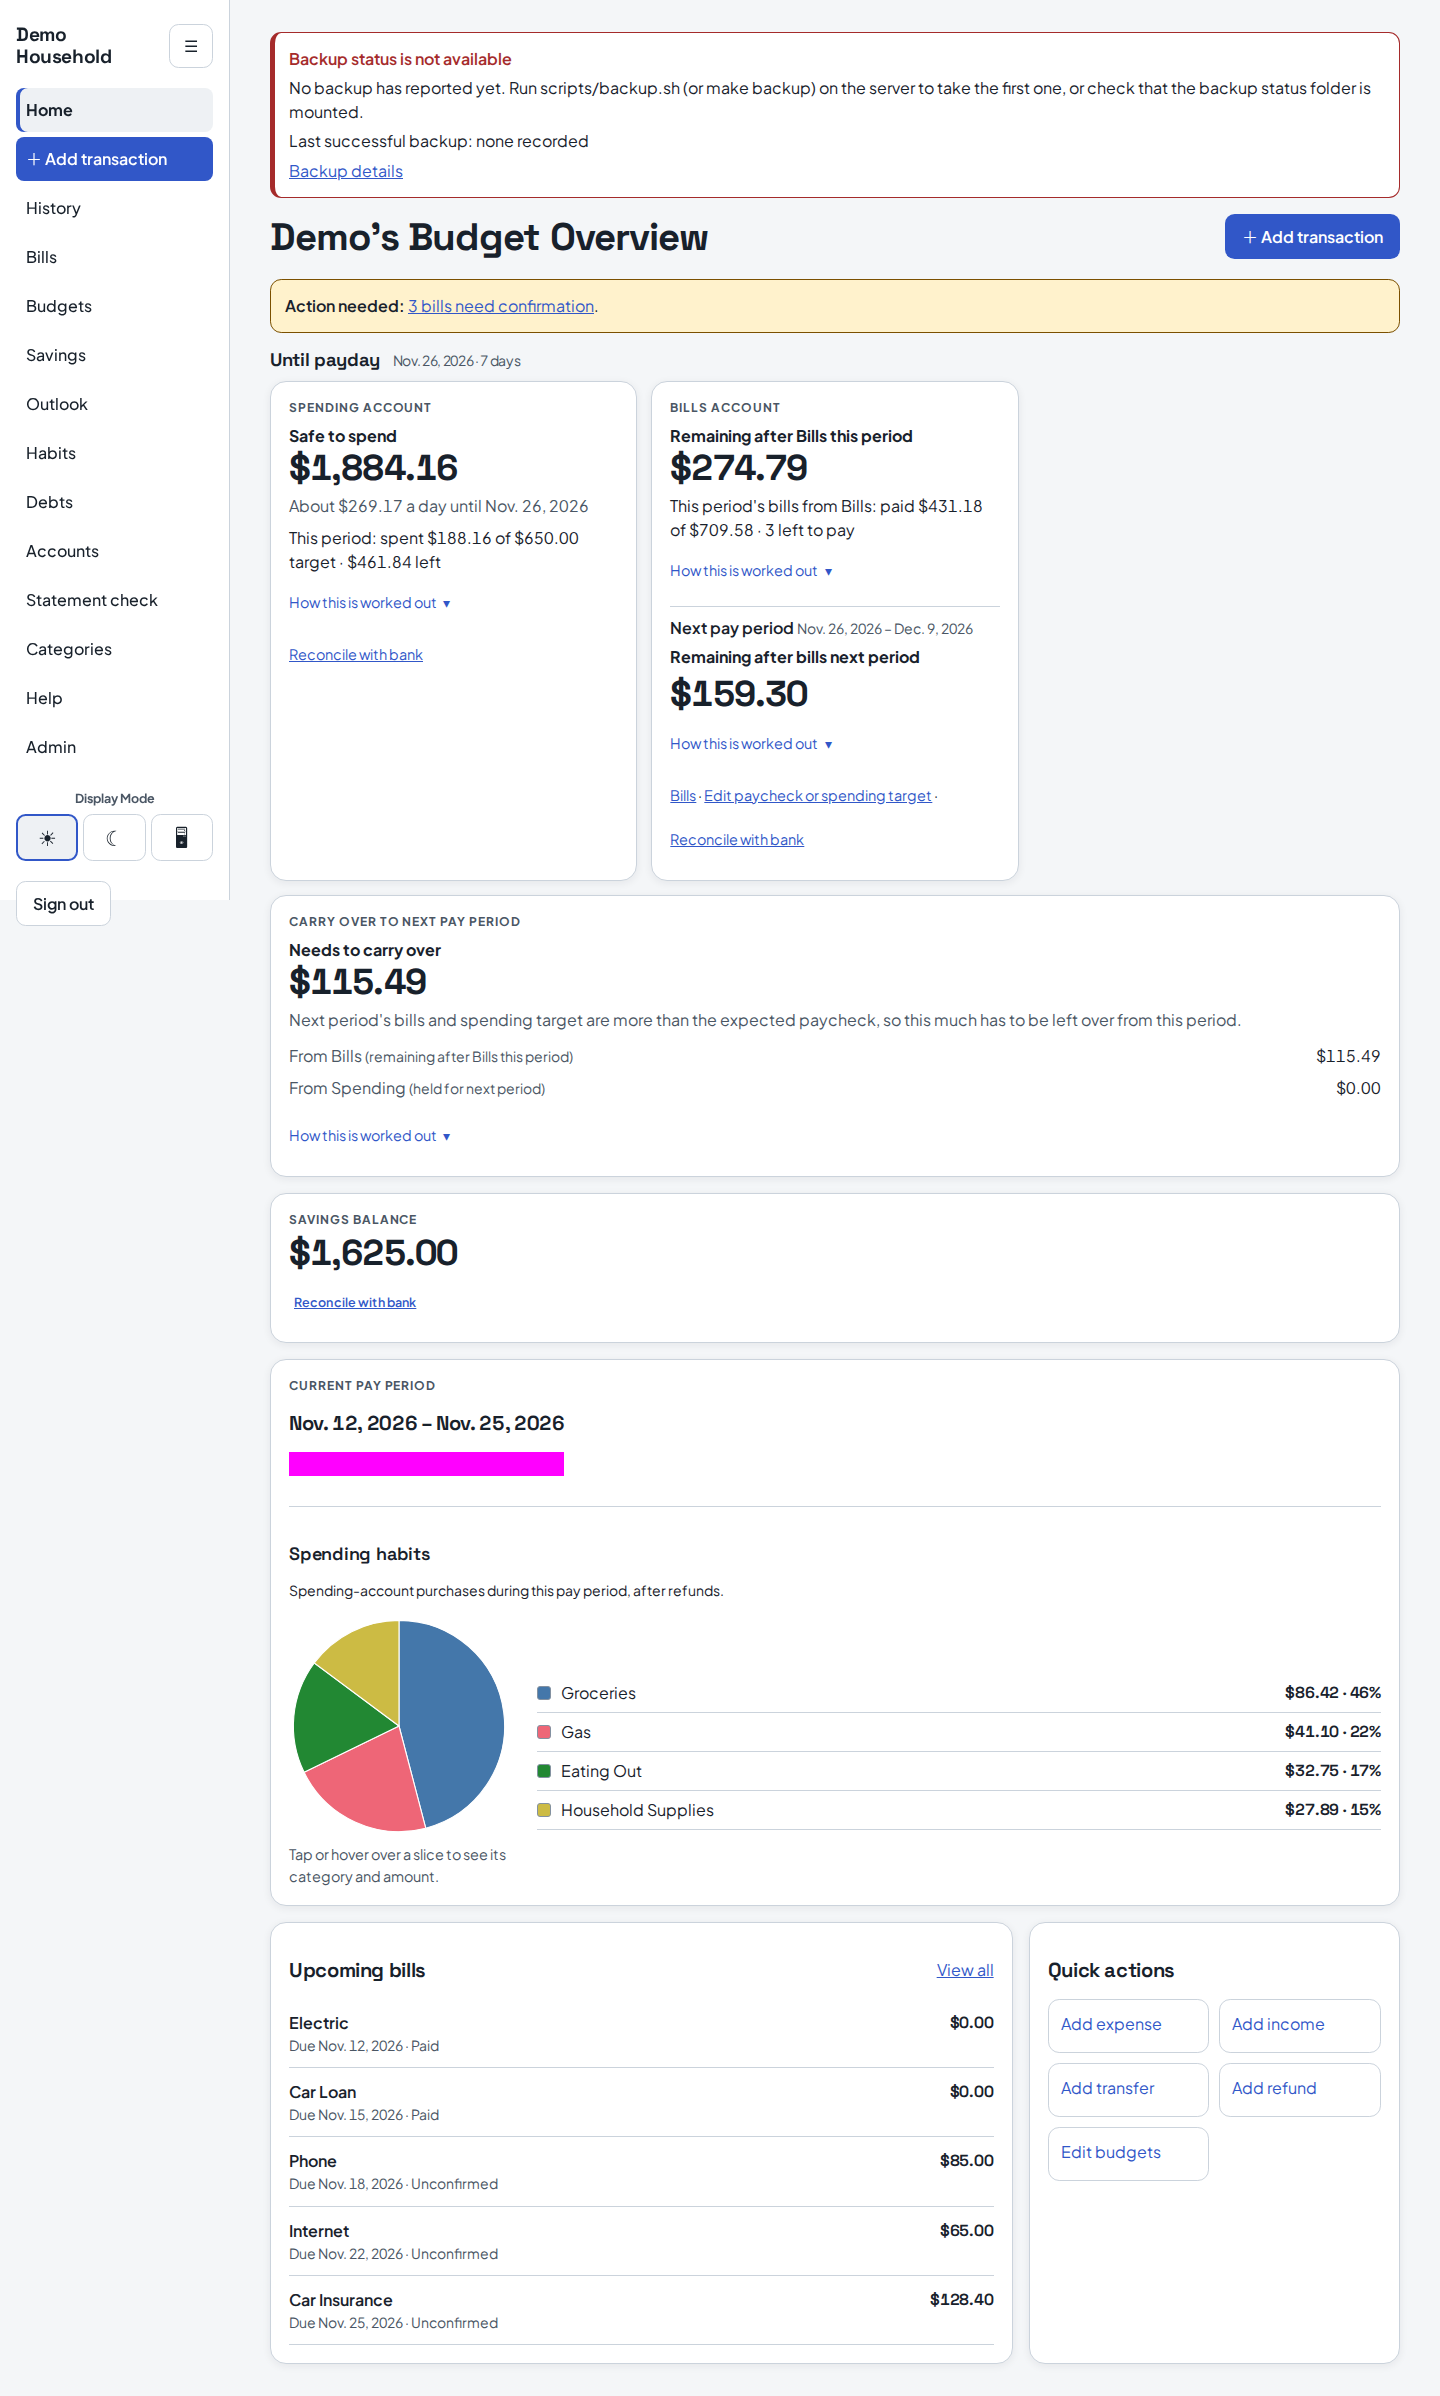 Demo
Household
☰
Home
+ Add transaction
History
Bills
Budgets
Savings
Outlook
Habits
Debts
Accounts
Statement check
Categories
Help
Admin
Display Mode
Sign out
Backup status is not available
No backup has reported yet. Run scripts/backup.sh (or make backup) on the server to take the first one, or check that the backup status folder is
mounted.
Last successful backup: none recorded
Backup details
Demo's Budget Overview
+ Add transaction
Action needed: 3 bills need confirmation.
Until payday Nov. 26, 2026 · 7 days
SPENDING ACCOUNT
Safe to spend
$1,884.16
About $269.17 a day until Nov. 26, 2026
This period: spent $188.16 of $650.00
target · $461.84 left
How this is worked out ▾
Reconcile with bank
BILLS ACCOUNT
Remaining after Bills this period
$274.79
This period's bills from Bills: paid $431.18
of $709.58 · 3 left to pay
How this is worked out ▾
Next pay period Nov. 26, 2026 – Dec. 9, 2026
Remaining after bills next period
$159.30
How this is worked out ▾
Bills · Edit paycheck or spending target ·
Reconcile with bank
CARRY OVER TO NEXT PAY PERIOD
Needs to carry over
$115.49
Next period's bills and spending target are more than the expected paycheck, so this much has to be left over from this period.
From Bills (remaining after Bills this period) $115.49
From Spending (held for next period) $0.00
How this is worked out ▾
SAVINGS BALANCE
$1,625.00
Reconcile with bank
CURRENT PAY PERIOD
Nov. 12, 2026 – Nov. 25, 2026
Spending habits
Spending-account purchases during this pay period, after refunds.
Groceries $86.42 · 46%
Gas $41.10 · 22%
Eating Out $32.75 · 17%
Household Supplies $27.89 · 15%
Tap or hover over a slice to see its
category and amount.
Upcoming bills View all
Electric $0.00
Due Nov. 12, 2026 · Paid
Car Loan $0.00
Due Nov. 15, 2026 · Paid
Phone $85.00
Due Nov. 18, 2026 · Unconfirmed
Internet $65.00
Due Nov. 22, 2026 · Unconfirmed
Car Insurance $128.40
Due Nov. 25, 2026 · Unconfirmed
Quick actions
Add expense
Add income
Add transfer
Add refund
Edit budgets